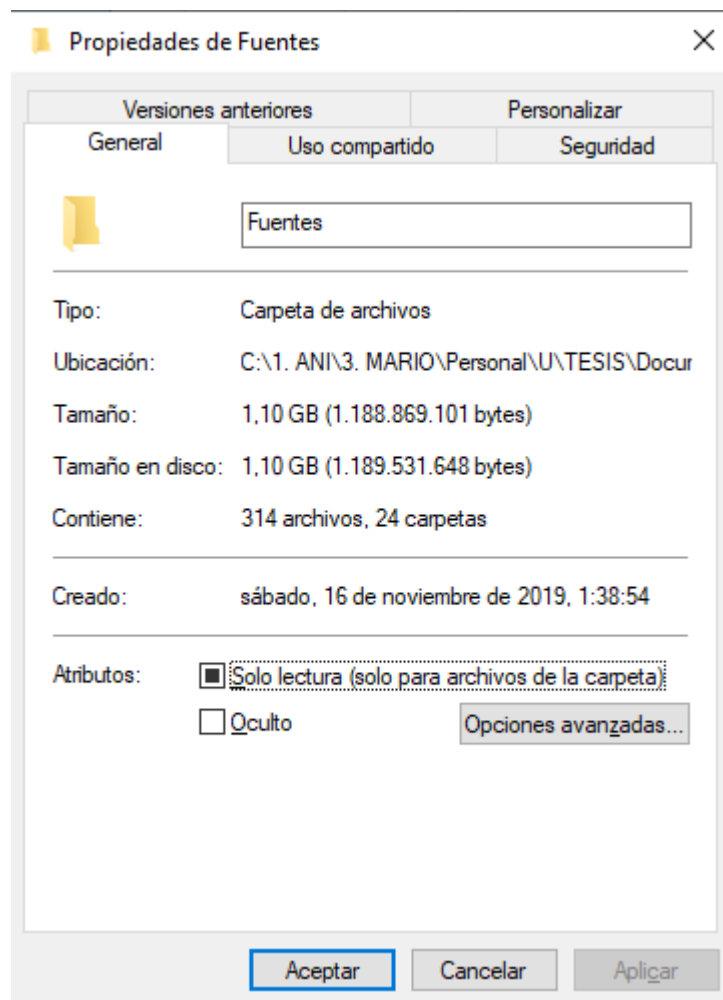 Propiedades de Fuentes
Versiones anteriores Personalizar
General Uso compartido Seguridad
Fuentes
Tipo: Carpeta de archivos
Ubicación: C:\1. ANI\3. MARIO\Personal\U\TESIS\Docur
Tamaño: 1,10 GB (1.188.869.101 bytes)
Tamaño en disco: 1,10 GB (1.189.531.648 bytes)
Contiene: 314 archivos, 24 carpetas
Creado: sábado, 16 de noviembre de 2019, 1:38:54
Atributos: Solo lectura (solo para archivos de la carpeta)
Oculto Opciones avanzadas...
Aceptar Cancelar Aplicar